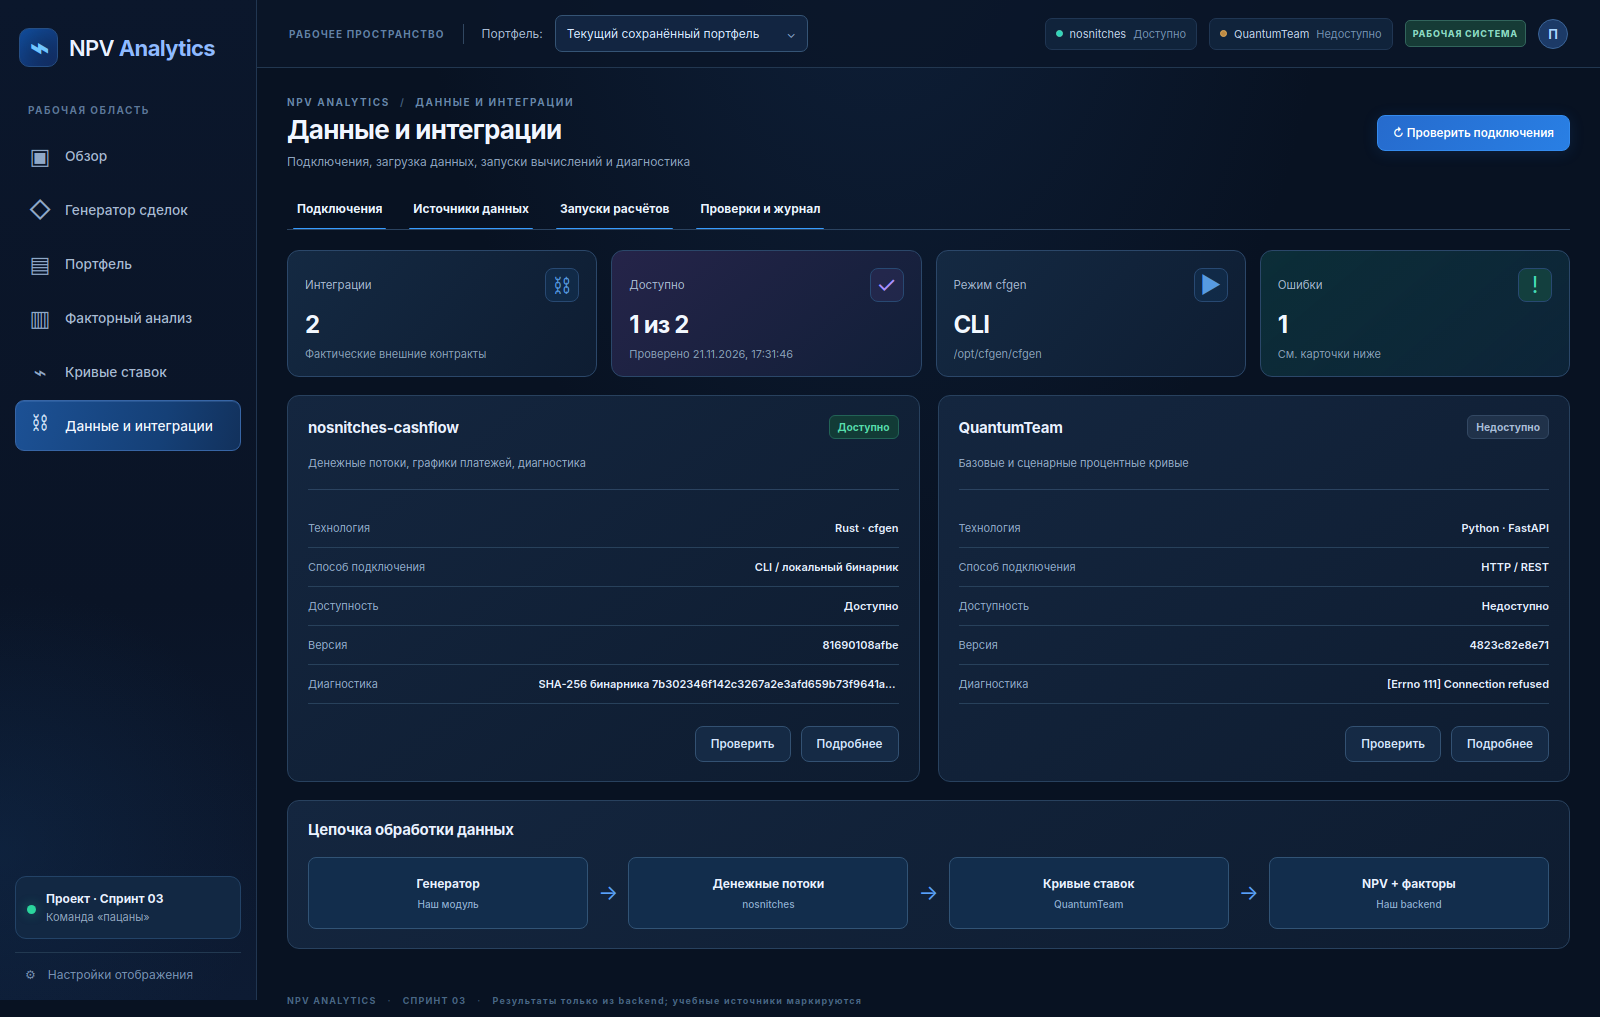 NPV Analytics
РАБОЧАЯ ОБЛАСТЬ
Обзор
Генератор сделок
Портфель
Факторный анализ
Кривые ставок
Данные и интеграции
Проект · Спринт 03
Команда «пацаны»
Настройки отображения
РАБОЧЕЕ ПРОСТРАНСТВО
Портфель:
Текущий сохранённый портфель
nosnitches Доступно
QuantumTeam Недоступно
РАБОЧАЯ СИСТЕМА
П
NPV ANALYTICS / ДАННЫЕ И ИНТЕГРАЦИИ
Данные и интеграции
Подключения, загрузка данных, запуски вычислений и диагностика
↻ Проверить подключения
Подключения
Источники данных
Запуски расчётов
Проверки и журнал
Интеграции
2
Фактические внешние контракты
Доступно
1 из 2
Проверено 21.11.2026, 17:31:46
Режим cfgen
CLI
/opt/cfgen/cfgen
Ошибки
!
1
См. карточки ниже
nosnitches-cashflow
Доступно
Денежные потоки, графики платежей, диагностика
Технология Rust · cfgen
Способ подключения CLI / локальный бинарник
Доступность Доступно
Версия 81690108afbe
Диагностика SHA-256 бинарника 7b302346f142c3267a2e3afd659b73f9641a...
Проверить
Подробнее
QuantumTeam
Недоступно
Базовые и сценарные процентные кривые
Технология Python · FastAPI
Способ подключения HTTP / REST
Доступность Недоступно
Версия 4823c82e8e71
Диагностика [Errno 111] Connection refused
Проверить
Подробнее
Цепочка обработки данных
Генератор
Наш модуль
→
Денежные потоки
nosnitches
→
Кривые ставок
QuantumTeam
→
NPV + факторы
Наш backend
NPV ANALYTICS · СПРИНТ 03 · Результаты только из backend; учебные источники маркируются